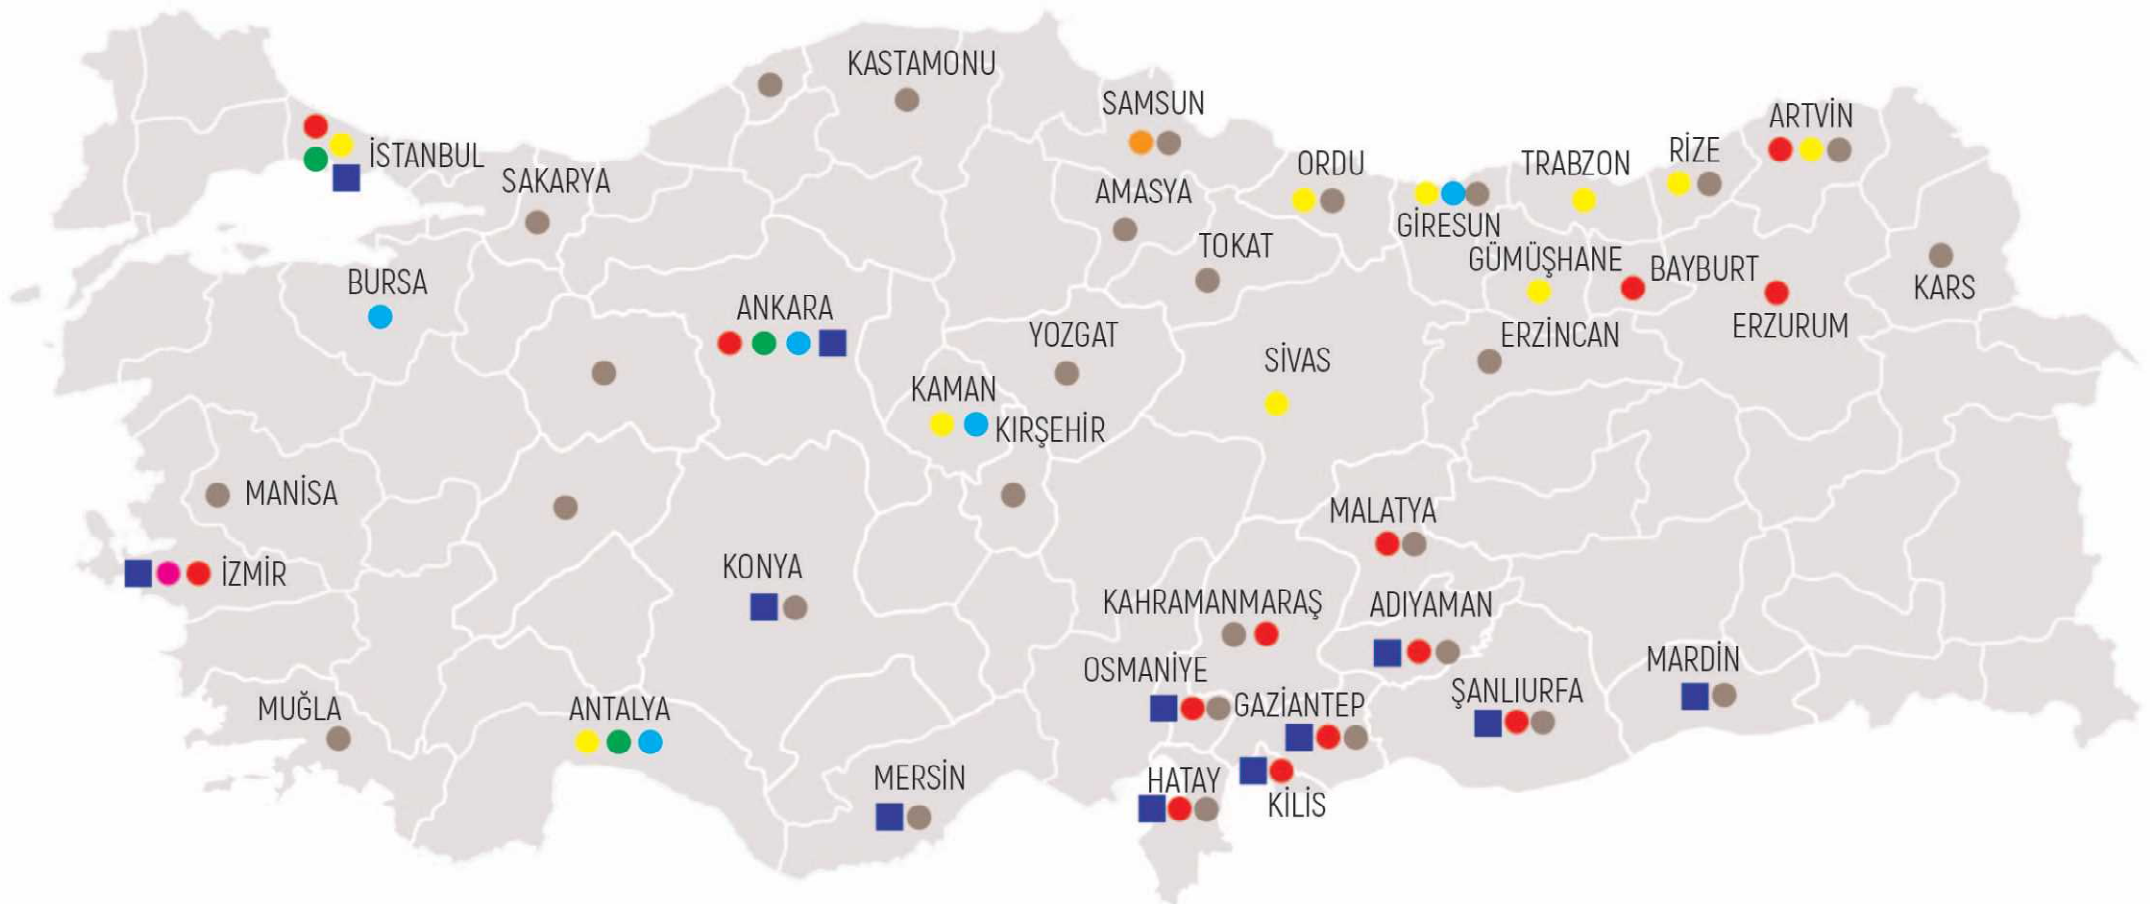 KASTAMONU
SAMSUN
ARTVİN
İSTANBUL
SAKARYA
ORDU
TRABZON
RİZE
AMASYA
GİRESUN
TOKAT
GÜMÜŞHANE
BAYBURT
KARS
BURSA
ANKARA
YOZGAT
ERZİNCAN
ERZURUM
SİVAS
KAMAN
KIRŞEHİR
MANİSA
MALATYA
İZMİR
KONYA
KAHRAMANMARAŞ
ADIYAMAN
OSMANİYE
MARDİN
MUĞLA
ANTALYA
GAZİANTEP
ŞANLIURFA
MERSİN
HATAY
KİLİS